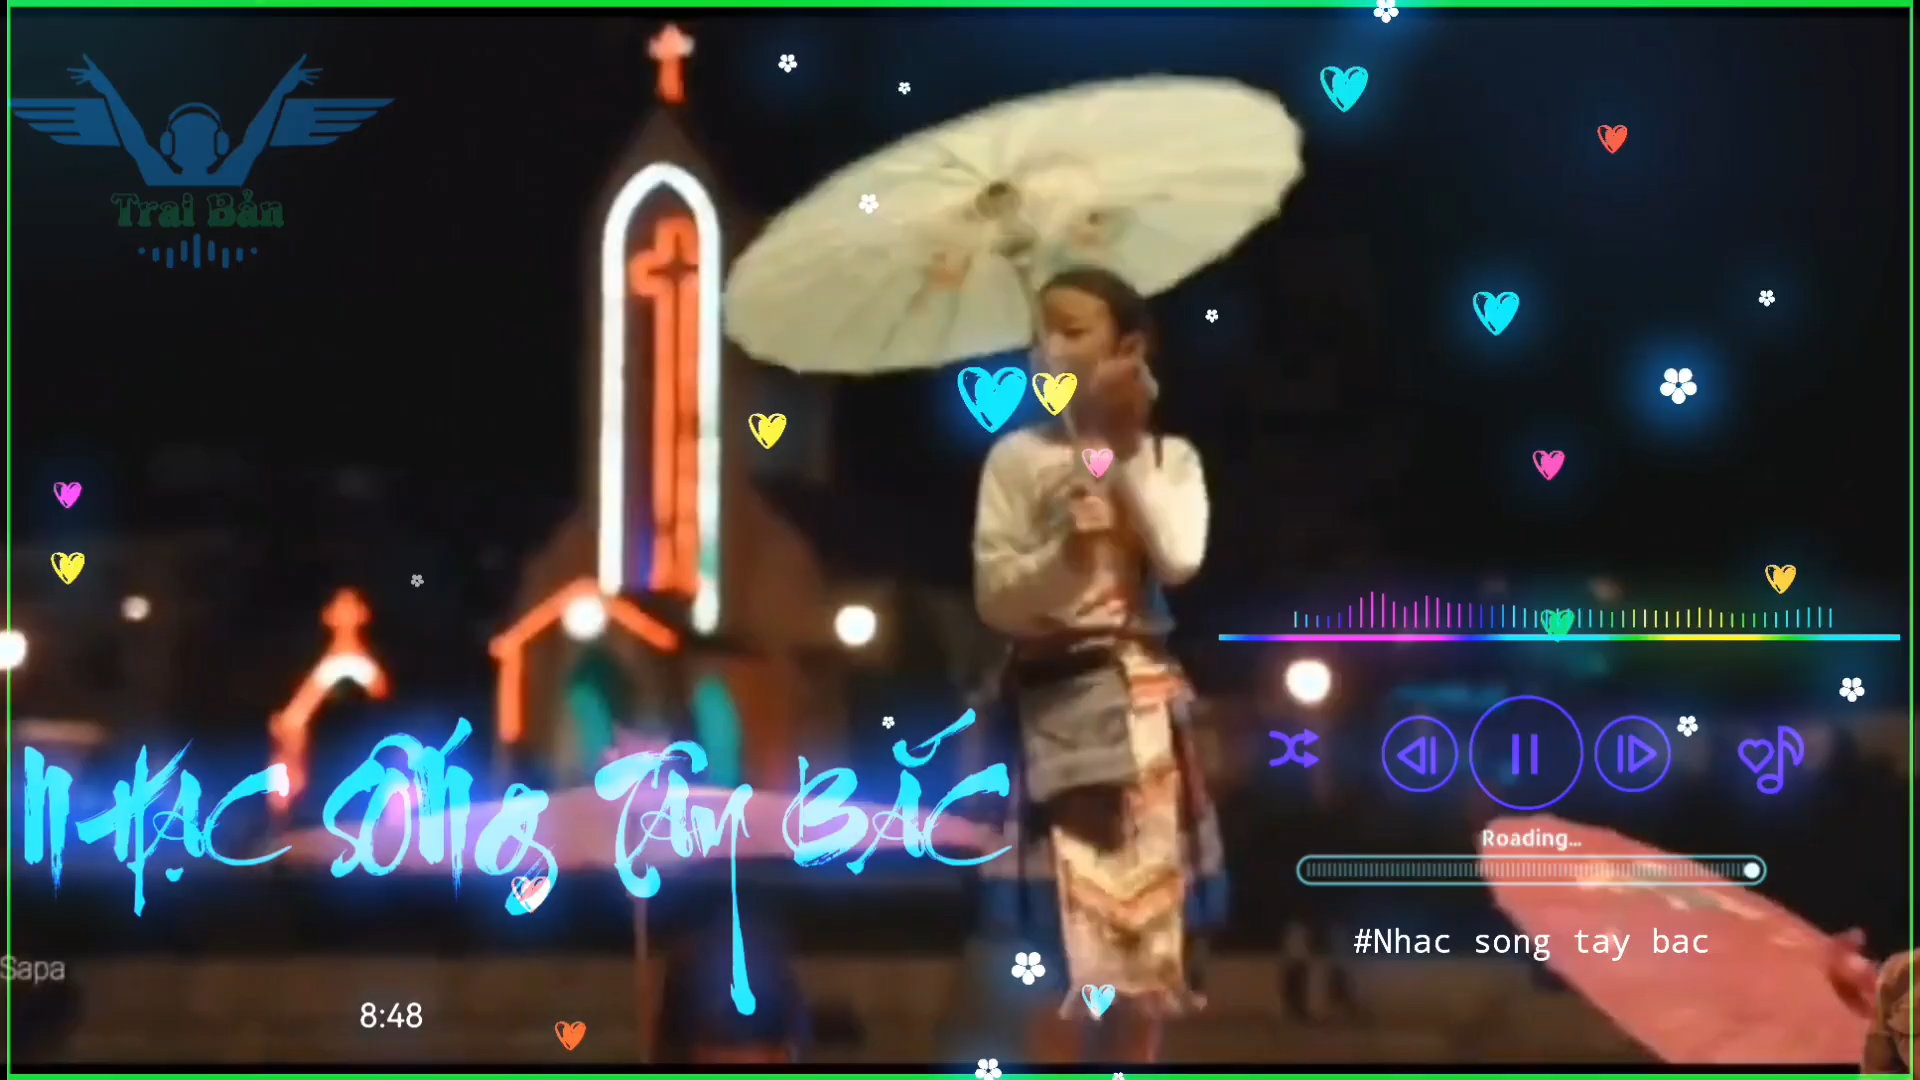 Trai Bản
Nhạc Sống Tây Bắc
Roading...
#Nhac song tay bac
Sapa
8:48